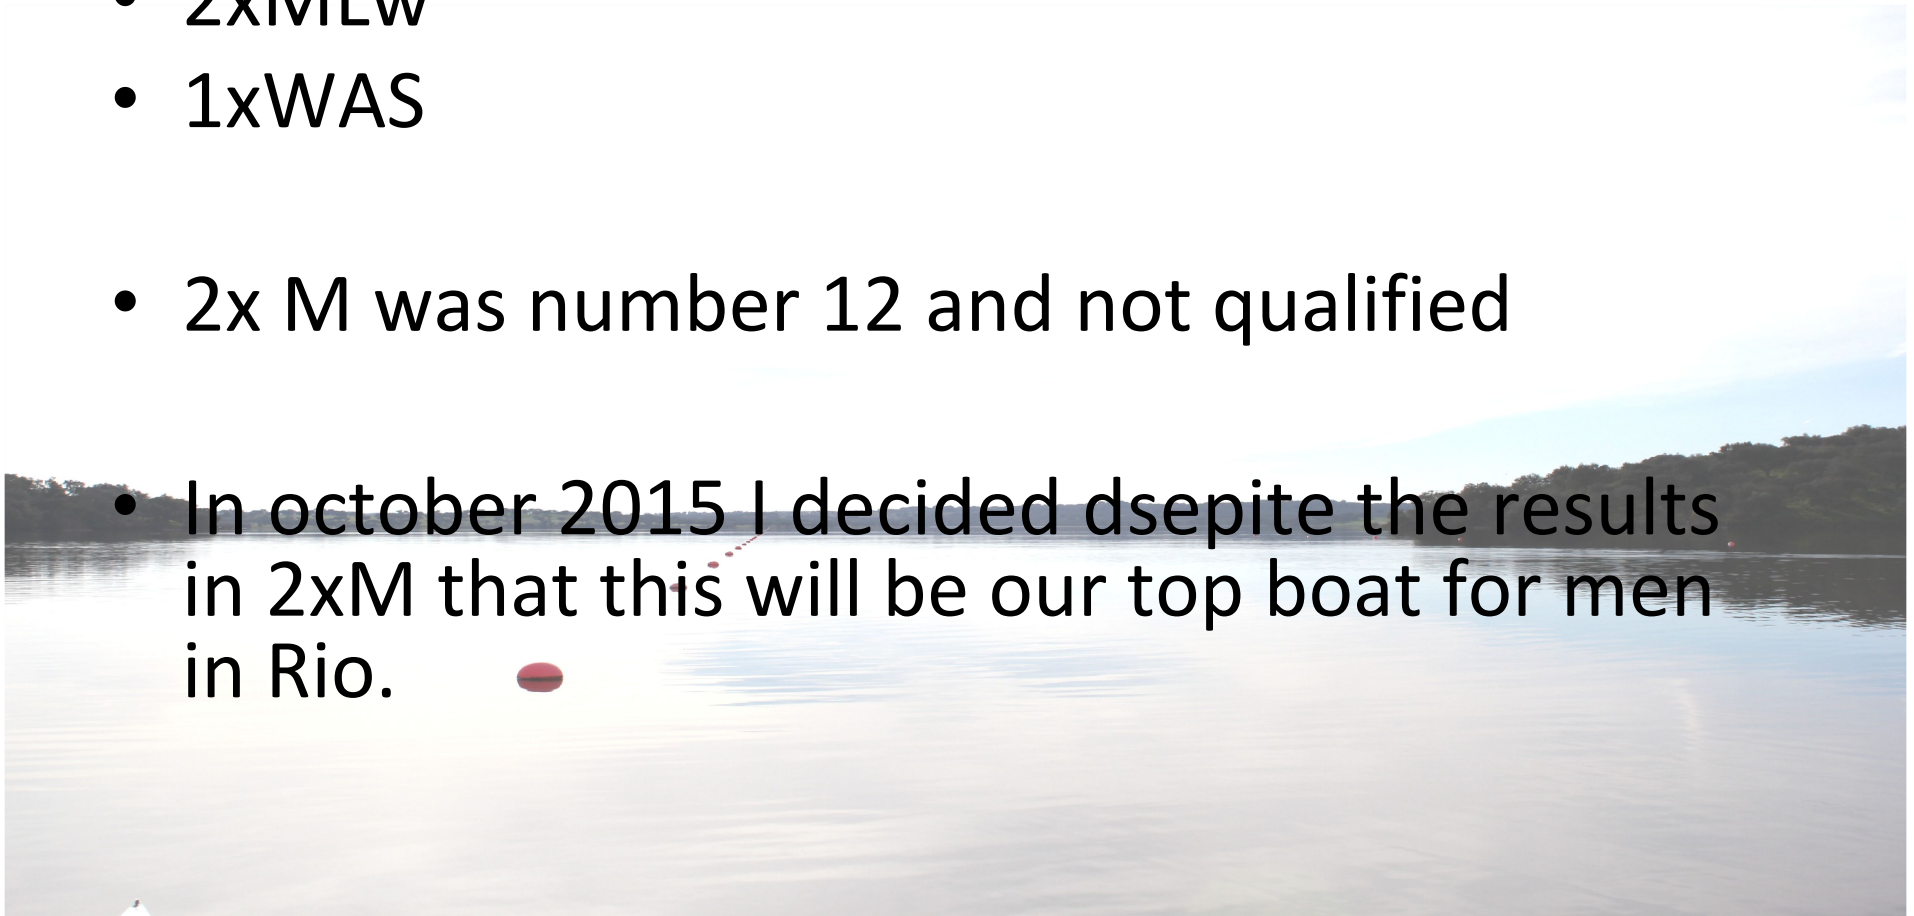 • 2xMLw
• 1xWAS
• 2x M was number 12 and not qualified
• In october 2015 I decided dsepite the results
in 2xM that this will be our top boat for men
in Rio.